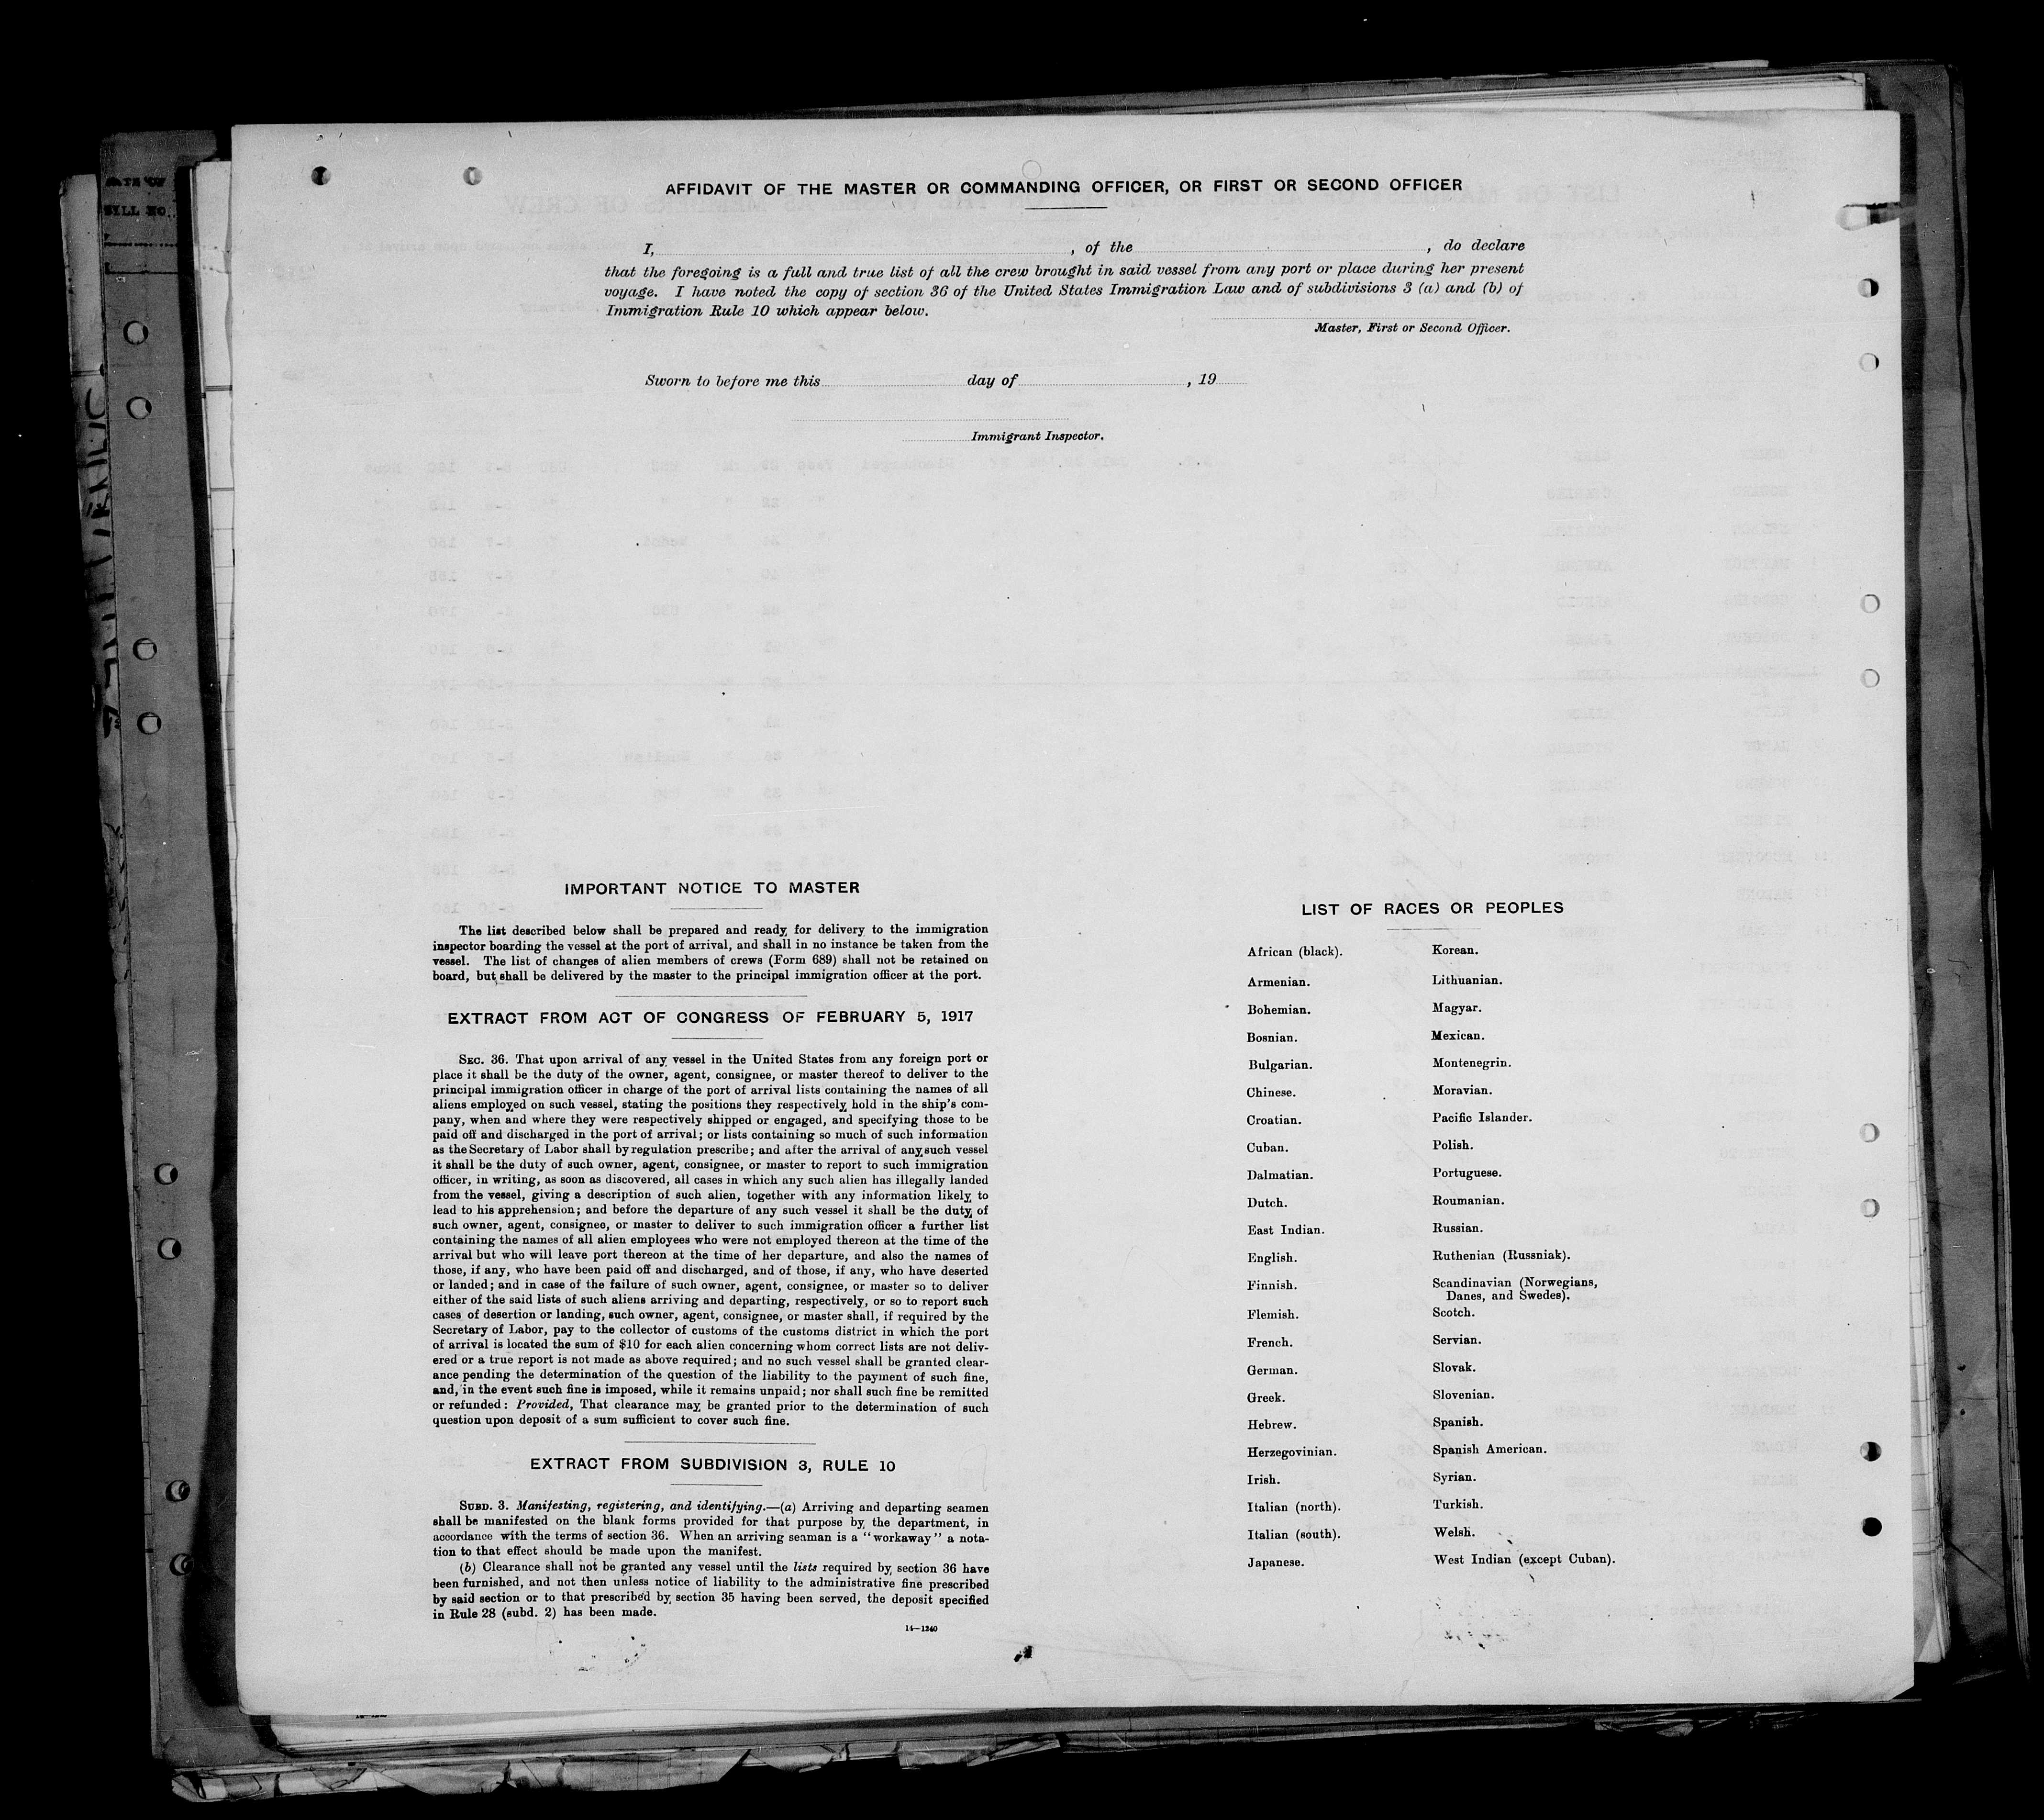 AFFIDAVIT OF THE MASTER OR COMMANDING OFFICER, OR FIRST OR SECOND OFFICER
I, , of the , do declare
that the foregoing is a full and true list of all the crew brought in said vessel from any port or place during her present
voyage. I have noted the copy of section 36 of the United States Immigration Law and of subdivisions 3 (a) and (b) of
Immigration Rule 10 which appear below.
Master, First or Second Officer.
Sworn to before me this day of , 19
Immigrant Inspector.
IMPORTANT NOTICE TO MASTER
The list described below shall be prepared and ready for delivery to the immigration
inspector boarding the vessel at the port of arrival, and shall in no instance be taken from the
vessel. The list of changes of alien members of crews (Form 689) shall not be retained on
board, but shall be delivered by the master to the principal immigration officer at the port.
EXTRACT FROM ACT OF CONGRESS OF FEBRUARY 5, 1917
SEC. 36. That upon arrival of any vessel in the United States from any foreign port or
place it shall be the duty of the owner, agent, consignee, or master thereof to deliver to the
principal immigration officer in charge of the port of arrival lists containing the names of all
aliens employed on such vessel, stating the positions they respectively hold in the ship's com-
pany, when and where they were respectively shipped or engaged, and specifying those to be
paid off and discharged in the port of arrival; or lists containing so much of such information
as the Secretary of Labor shall by regulation prescribe; and after the arrival of any such vessel
it shall be the duty of such owner, agent, consignee, or master to report to such immigration
officer, in writing, as soon as discovered, all cases in which any such alien has illegally landed
from the vessel, giving a description of such alien, together with any information likely to
lead to his apprehension; and before the departure of any such vessel it shall be the duty of
such owner, agent, consignee, or master to deliver to such immigration officer a further list
containing the names of all alien employees who were not employed thereon at the time of the
arrival but who will leave port thereon at the time of her departure, and also the names of
those, if any, who have been paid off and discharged, and of those, if any, who have deserted
or landed; and in case of the failure of such owner, agent, consignee, or master so to deliver
either of the said lists of such aliens arriving and departing, respectively, or so to report such
cases of desertion or landing, such owner, agent, consignee, or master shall, if required by the
Secretary of Labor, pay to the collector of customs of the customs district in which the port
of arrival is located the sum of $10 for each alien concerning whom correct lists are not deliv-
ered or a true report is not made as above required; and no such vessel shall be granted clear-
ance pending the determination of the question of the liability to the payment of such fine,
and, in the event such fine is imposed, while it remains unpaid; nor shall such fine be remitted
or refunded: Provided, That clearance may be granted prior to the determination of such
question upon deposit of a sum sufficient to cover such fine.
EXTRACT FROM SUBDIVISION 3, RULE 10
SUBD. 3. Manifesting, registering, and identifying.—(a) Arriving and departing seamen
shall be manifested on the blank forms provided for that purpose by the department, in
accordance with the terms of section 36. When an arriving seaman is a "workaway" a nota-
tion to that effect should be made upon the manifest.
(b) Clearance shall not be granted any vessel until the lists required by section 36 have
been furnished, and not then unless notice of liability to the administrative fine prescribed
by said section or to that prescribed by section 35 having been served, the deposit specified
in Rule 28 (subd. 2) has been made.
14—1240
LIST OF RACES OR PEOPLES
African (black).
Armenian.
Bohemian.
Bosnian.
Bulgarian.
Chinese.
Croatian.
Cuban.
Dalmatian.
Dutch.
East Indian.
English.
Finnish.
Flemish.
French.
German.
Greek.
Hebrew.
Herzegovinian.
Irish.
Italian (north).
Italian (south).
Japanese.
Korean.
Lithuanian.
Magyar.
Mexican.
Montenegrin.
Moravian.
Pacific Islander.
Polish.
Portuguese.
Roumanian.
Russian.
Ruthenian (Russniak).
Scandinavian (Norwegians,
Danes, and Swedes).
Scotch.
Servian.
Slovak.
Slovenian.
Spanish.
Spanish American.
Syrian.
Turkish.
Welsh.
West Indian (except Cuban).